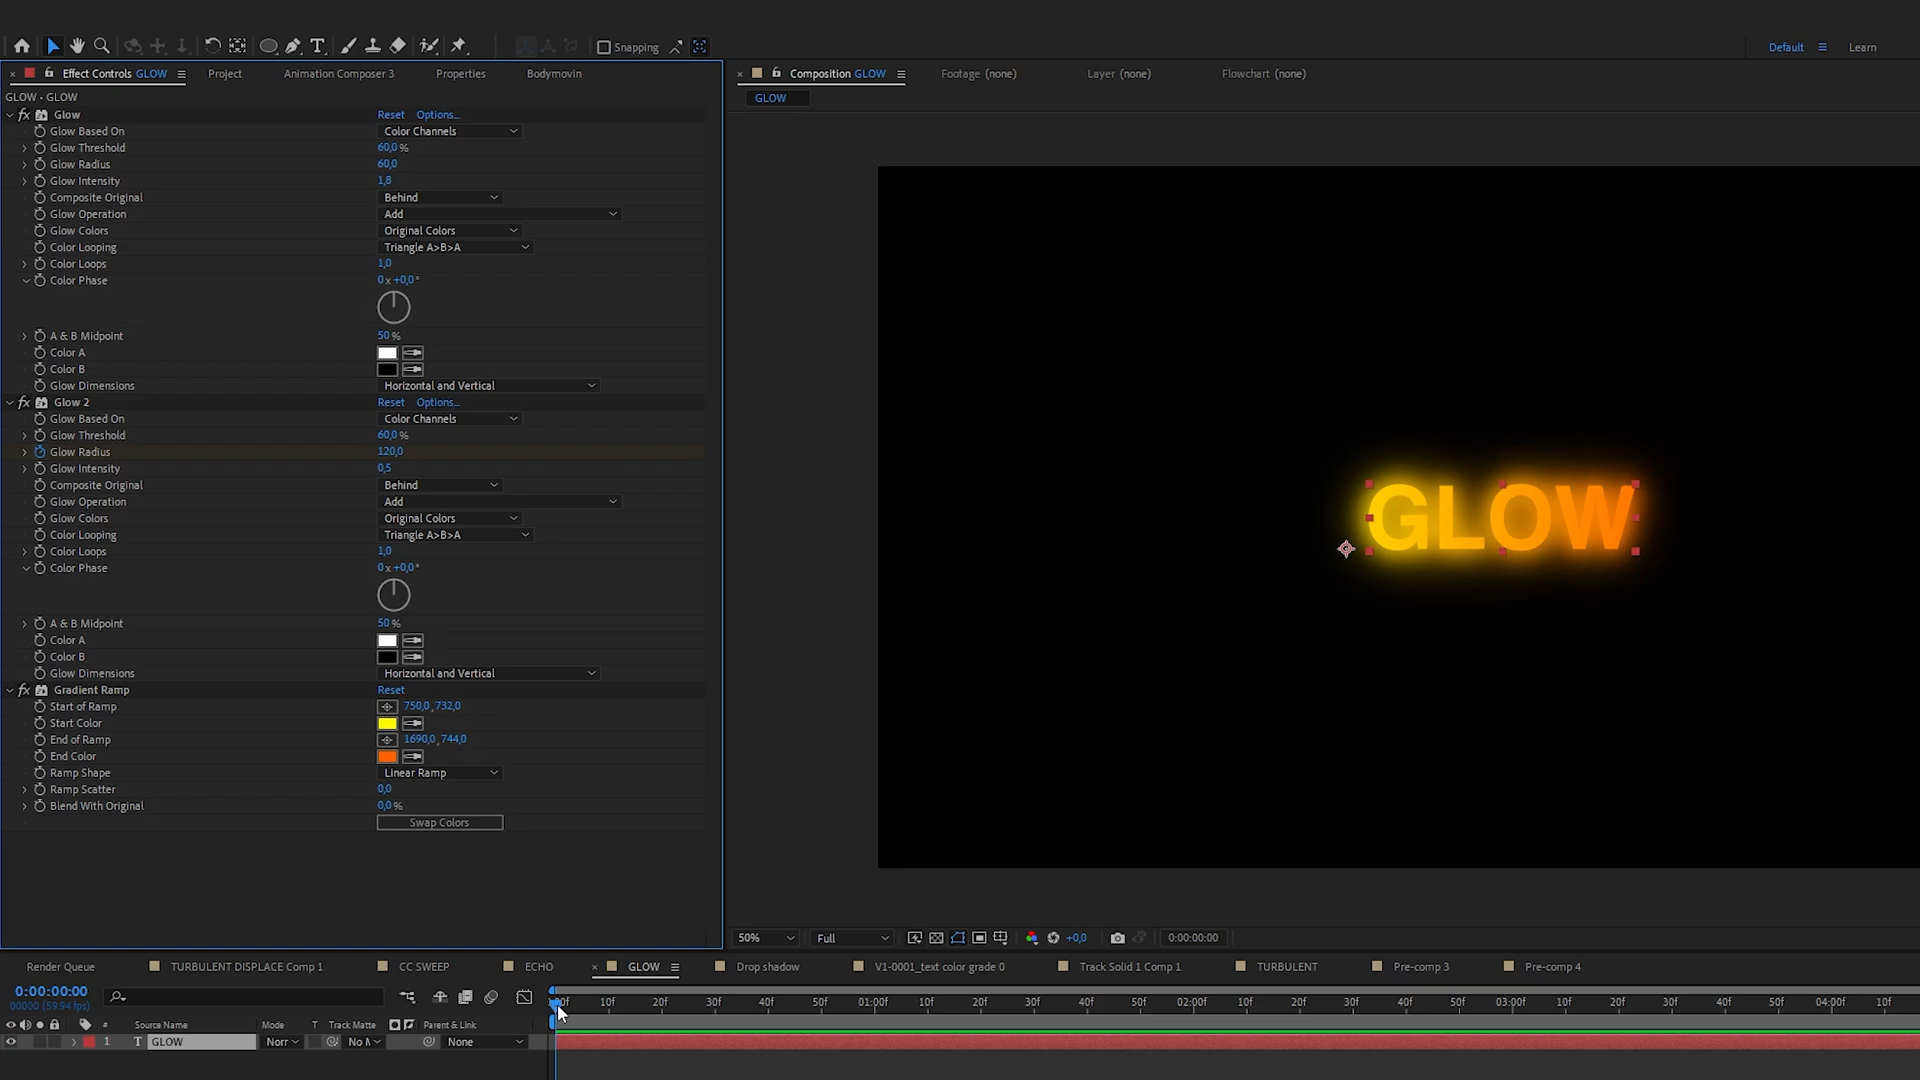 Snapping
Default
Learn
Effect Controls GLOW
Project
Animation Composer 3
Properties
Bodymovin
Composition GLOW
Footage (none)
Layer (none)
Flowchart (none)
GLOW · GLOW
GLOW
fx Glow Reset Options...
Glow Based On Color Channels
Glow Threshold 60,0 %
Glow Radius 60,0
Glow Intensity 1,8
Composite Original Behind
Glow Operation Add
Glow Colors Original Colors
Color Looping Triangle A>B>A
Color Loops 1,0
Color Phase 0 x +0,0 °
A & B Midpoint 50 %
Color A
Color B
Glow Dimensions Horizontal and Vertical
fx Glow 2 Reset Options...
Glow Based On Color Channels
Glow Threshold 60,0 %
Glow Radius 120,0
Glow Intensity 0,5
Composite Original Behind
Glow Operation Add
Glow Colors Original Colors
Color Looping Triangle A>B>A
Color Loops 1,0
Color Phase 0 x +0,0 °
A & B Midpoint 50 %
Color A
Color B
Glow Dimensions Horizontal and Vertical
fx Gradient Ramp Reset
Start of Ramp 750,0 , 732,0
Start Color
End of Ramp 1690,0 , 744,0
End Color
Ramp Shape Linear Ramp
Ramp Scatter 0,0
Blend With Original 0,0 %
Swap Colors
GLOW
50% Full +0,0 0:00:00:00
Render Queue TURBULENT DISPLACE Comp 1 CC SWEEP ECHO GLOW Drop shadow V1-0001_text color grade 0 Track Solid 1 Comp 1 TURBULENT Pre-comp 3 Pre-comp 4
0:00:00:00
00000 (59.94 fps)
10f 20f 30f 40f 50f 01:00f 10f 20f 30f 40f 50f 02:00f 10f 20f 30f 40f 50f 03:00f 10f 20f 30f 40f 50f 04:00f 10f
# Source Name Mode T Track Matte Parent & Link
1 T GLOW Norr No M None